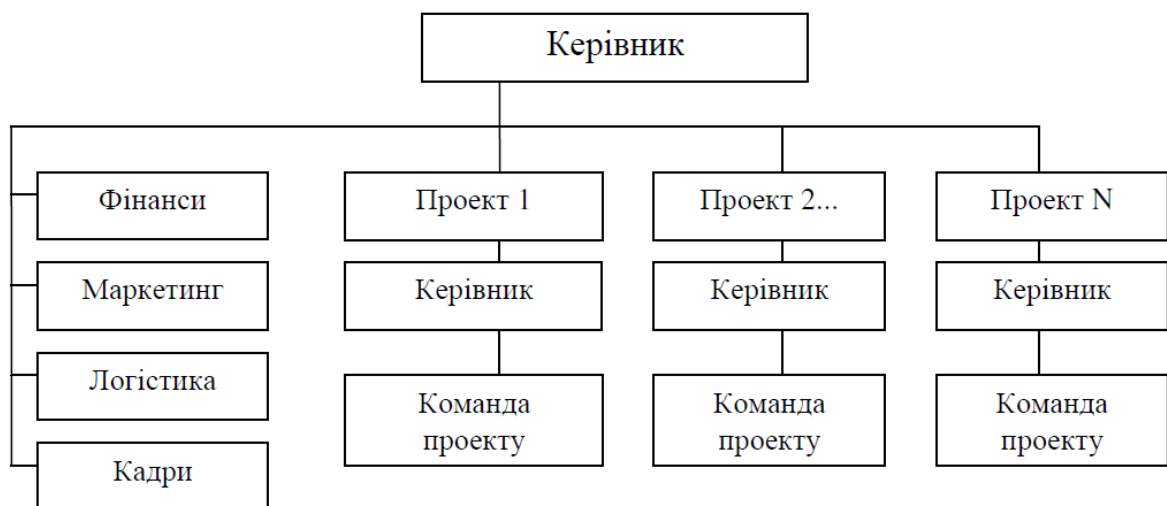 Керівник
Фінанси
Маркетинг
Логістика
Кадри
Проект 1
Керівник
Команда
проекту
Проект 2...
Керівник
Команда
проекту
Проект N
Керівник
Команда
проекту